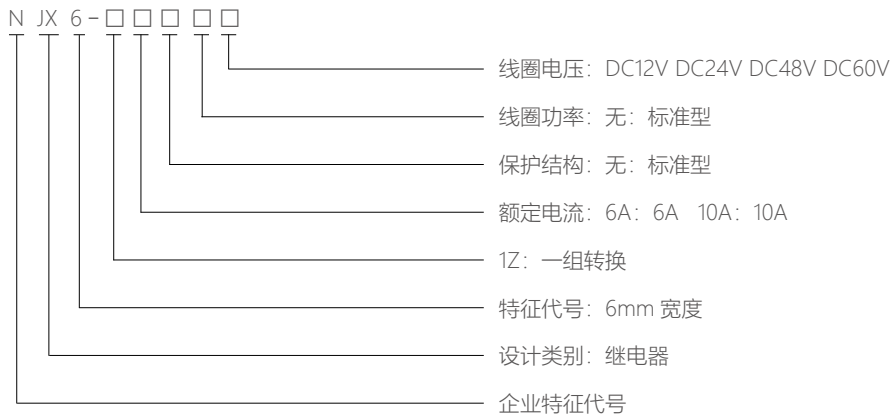 N JX 6-□□□ □□
线圈电压：DC12V DC24V DC48V DC60V
线圈功率：无：标准型
保护结构：无：标准型
额定电流：6A：6A 10A：10A
1Z：一组转换
特征代号：6mm 宽度
设计类别：继电器
企业特征代号